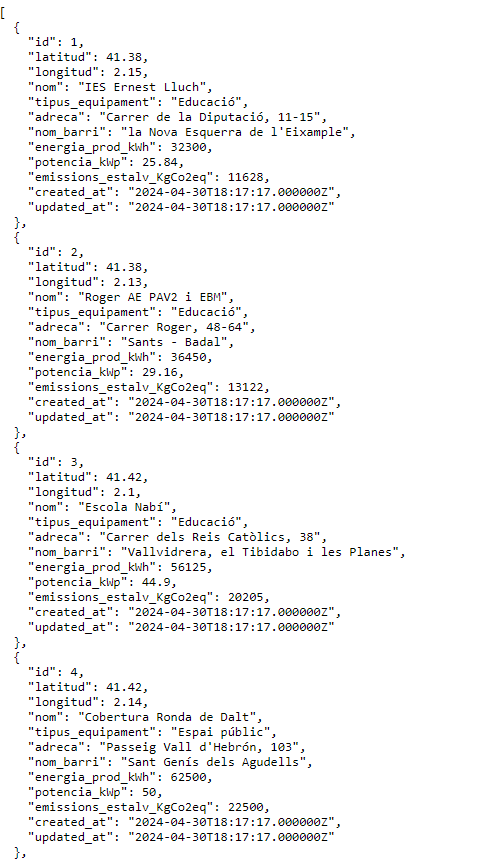 [
  {
    "id": 1,
    "latitud": 41.38,
    "longitud": 2.15,
    "nom": "IES Ernest Lluch",
    "tipus_equipament": "Educació",
    "adreca": "Carrer de la Diputació, 11-15",
    "nom_barri": "la Nova Esquerra de l'Eixample",
    "energia_prod_kWh": 32300,
    "potencia_kWp": 25.84,
    "emissions_estalv_KgCo2eq": 11628,
    "created_at": "2024-04-30T18:17:17.000000Z",
    "updated_at": "2024-04-30T18:17:17.000000Z"
  },
  {
    "id": 2,
    "latitud": 41.38,
    "longitud": 2.13,
    "nom": "Roger AE PAV2 i EBM",
    "tipus_equipament": "Educació",
    "adreca": "Carrer Roger, 48-64",
    "nom_barri": "Sants - Badal",
    "energia_prod_kWh": 36450,
    "potencia_kWp": 29.16,
    "emissions_estalv_KgCo2eq": 13122,
    "created_at": "2024-04-30T18:17:17.000000Z",
    "updated_at": "2024-04-30T18:17:17.000000Z"
  },
  {
    "id": 3,
    "latitud": 41.42,
    "longitud": 2.1,
    "nom": "Escola Nabí",
    "tipus_equipament": "Educació",
    "adreca": "Carrer dels Reis Catòlics, 38",
    "nom_barri": "Vallvidrera, el Tibidabo i les Planes",
    "energia_prod_kWh": 56125,
    "potencia_kWp": 44.9,
    "emissions_estalv_KgCo2eq": 20205,
    "created_at": "2024-04-30T18:17:17.000000Z",
    "updated_at": "2024-04-30T18:17:17.000000Z"
  },
  {
    "id": 4,
    "latitud": 41.42,
    "longitud": 2.14,
    "nom": "Cobertura Ronda de Dalt",
    "tipus_equipament": "Espai públic",
    "adreca": "Passeig Vall d'Hebrón, 103",
    "nom_barri": "Sant Genís dels Agudells",
    "energia_prod_kWh": 62500,
    "potencia_kWp": 50,
    "emissions_estalv_KgCo2eq": 22500,
    "created_at": "2024-04-30T18:17:17.000000Z",
    "updated_at": "2024-04-30T18:17:17.000000Z"
  },